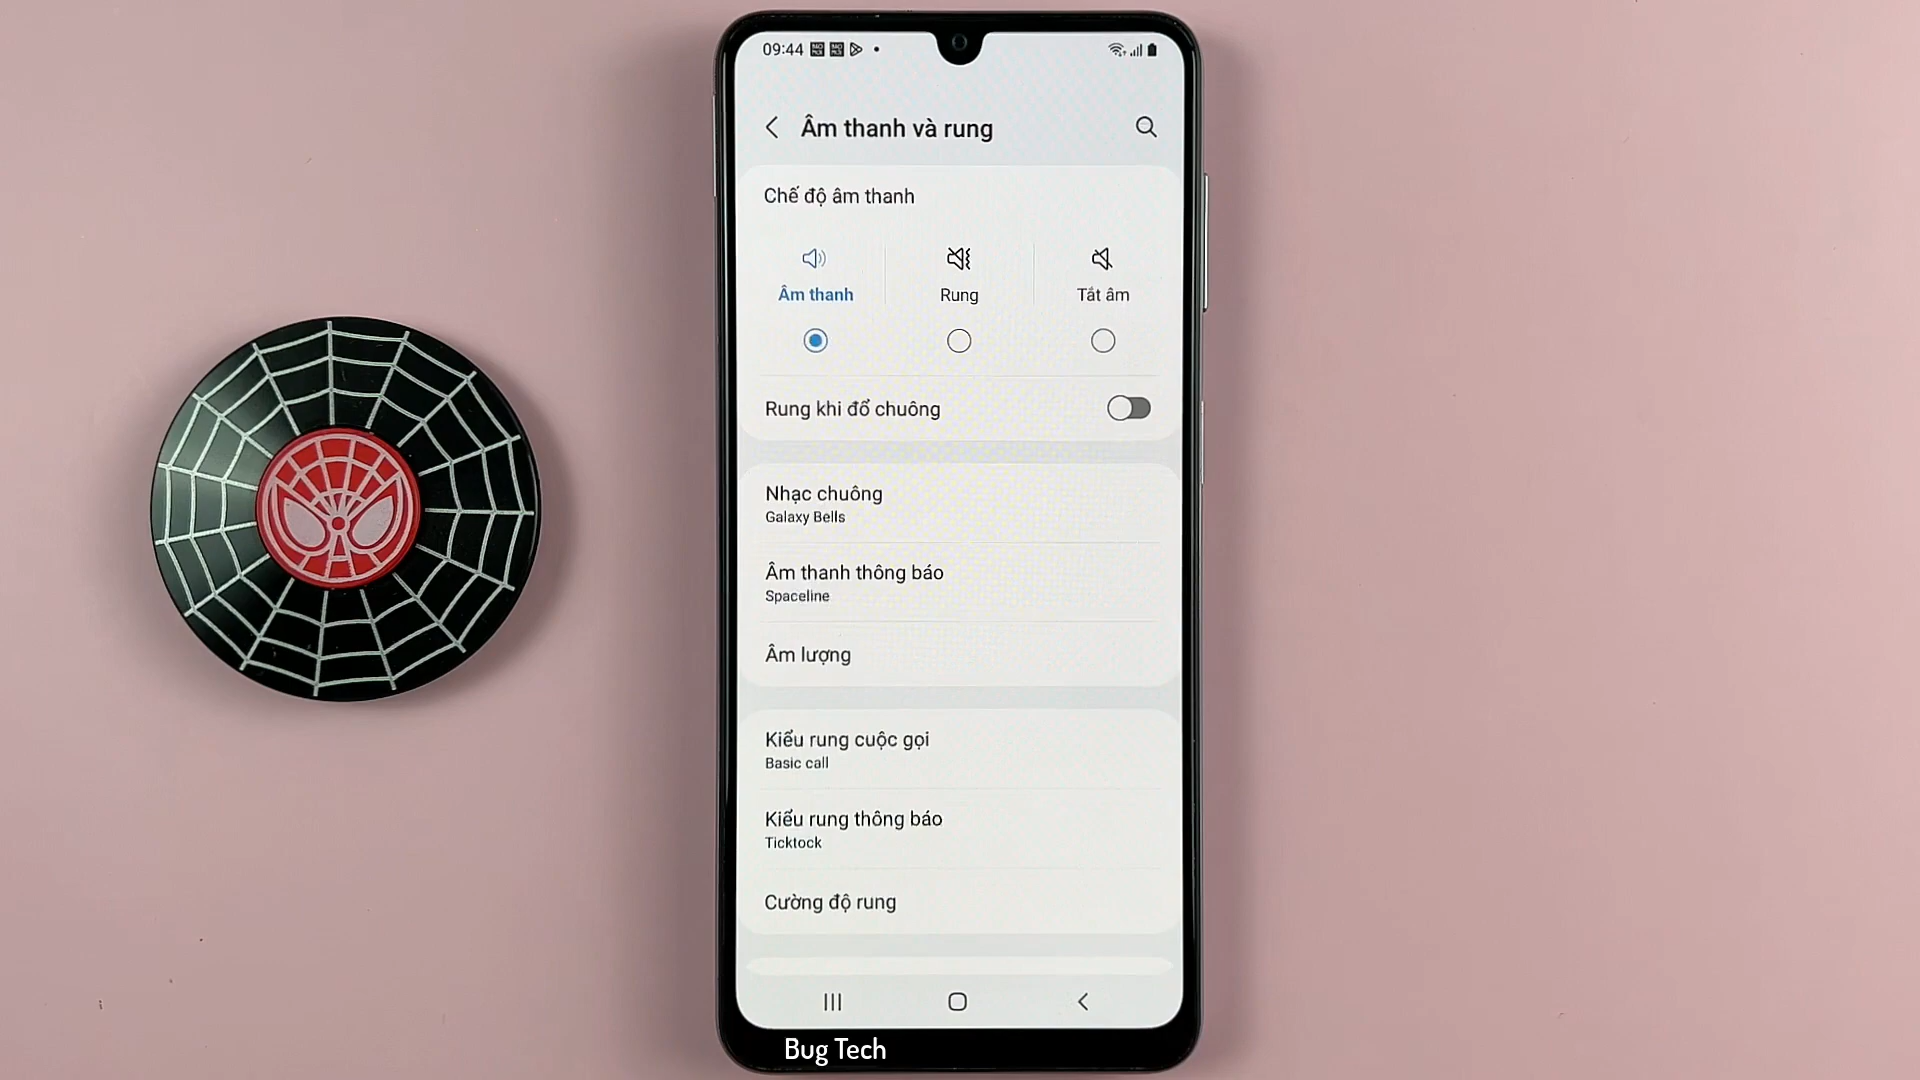 09:44
Âm thanh và rung
Chế độ âm thanh
Âm thanh
Rung
Tắt âm
Rung khi đổ chuông
Nhạc chuông
Galaxy Bells
Âm thanh thông báo
Spaceline
Âm lượng
Kiểu rung cuộc gọi
Basic call
Kiểu rung thông báo
Ticktock
Cường độ rung
Bug Tech